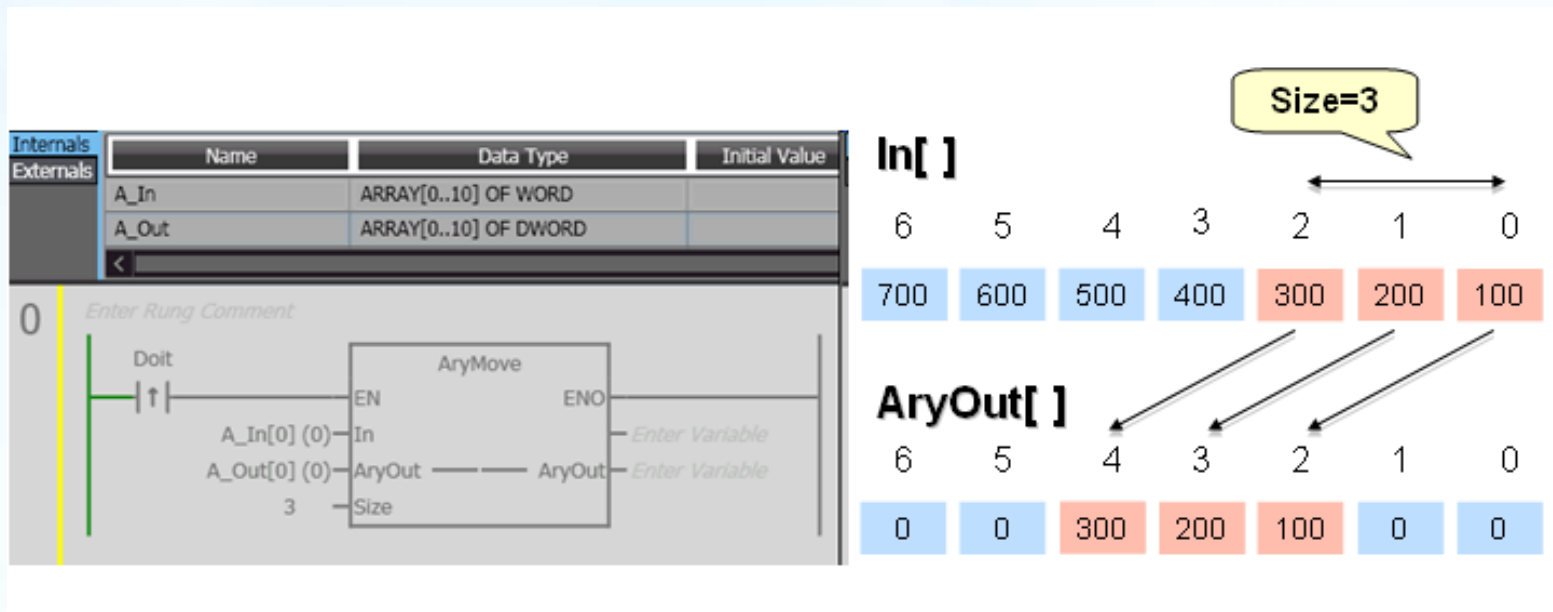 Internals
Externals
Name Data Type Initial Value
A_In ARRAY[0..10] OF WORD
A_Out ARRAY[0..10] OF DWORD
<
0
Enter Rung Comment
Doit
↑
AryMove
EN ENO
A_In[0] (0) In Enter Variable
A_Out[0] (0) AryOut AryOut Enter Variable
3 Size
Size=3
In[ ]
6 5 4 3 2 1 0
700 600 500 400 300 200 100
AryOut[ ]
6 5 4 3 2 1 0
0 0 300 200 100 0 0